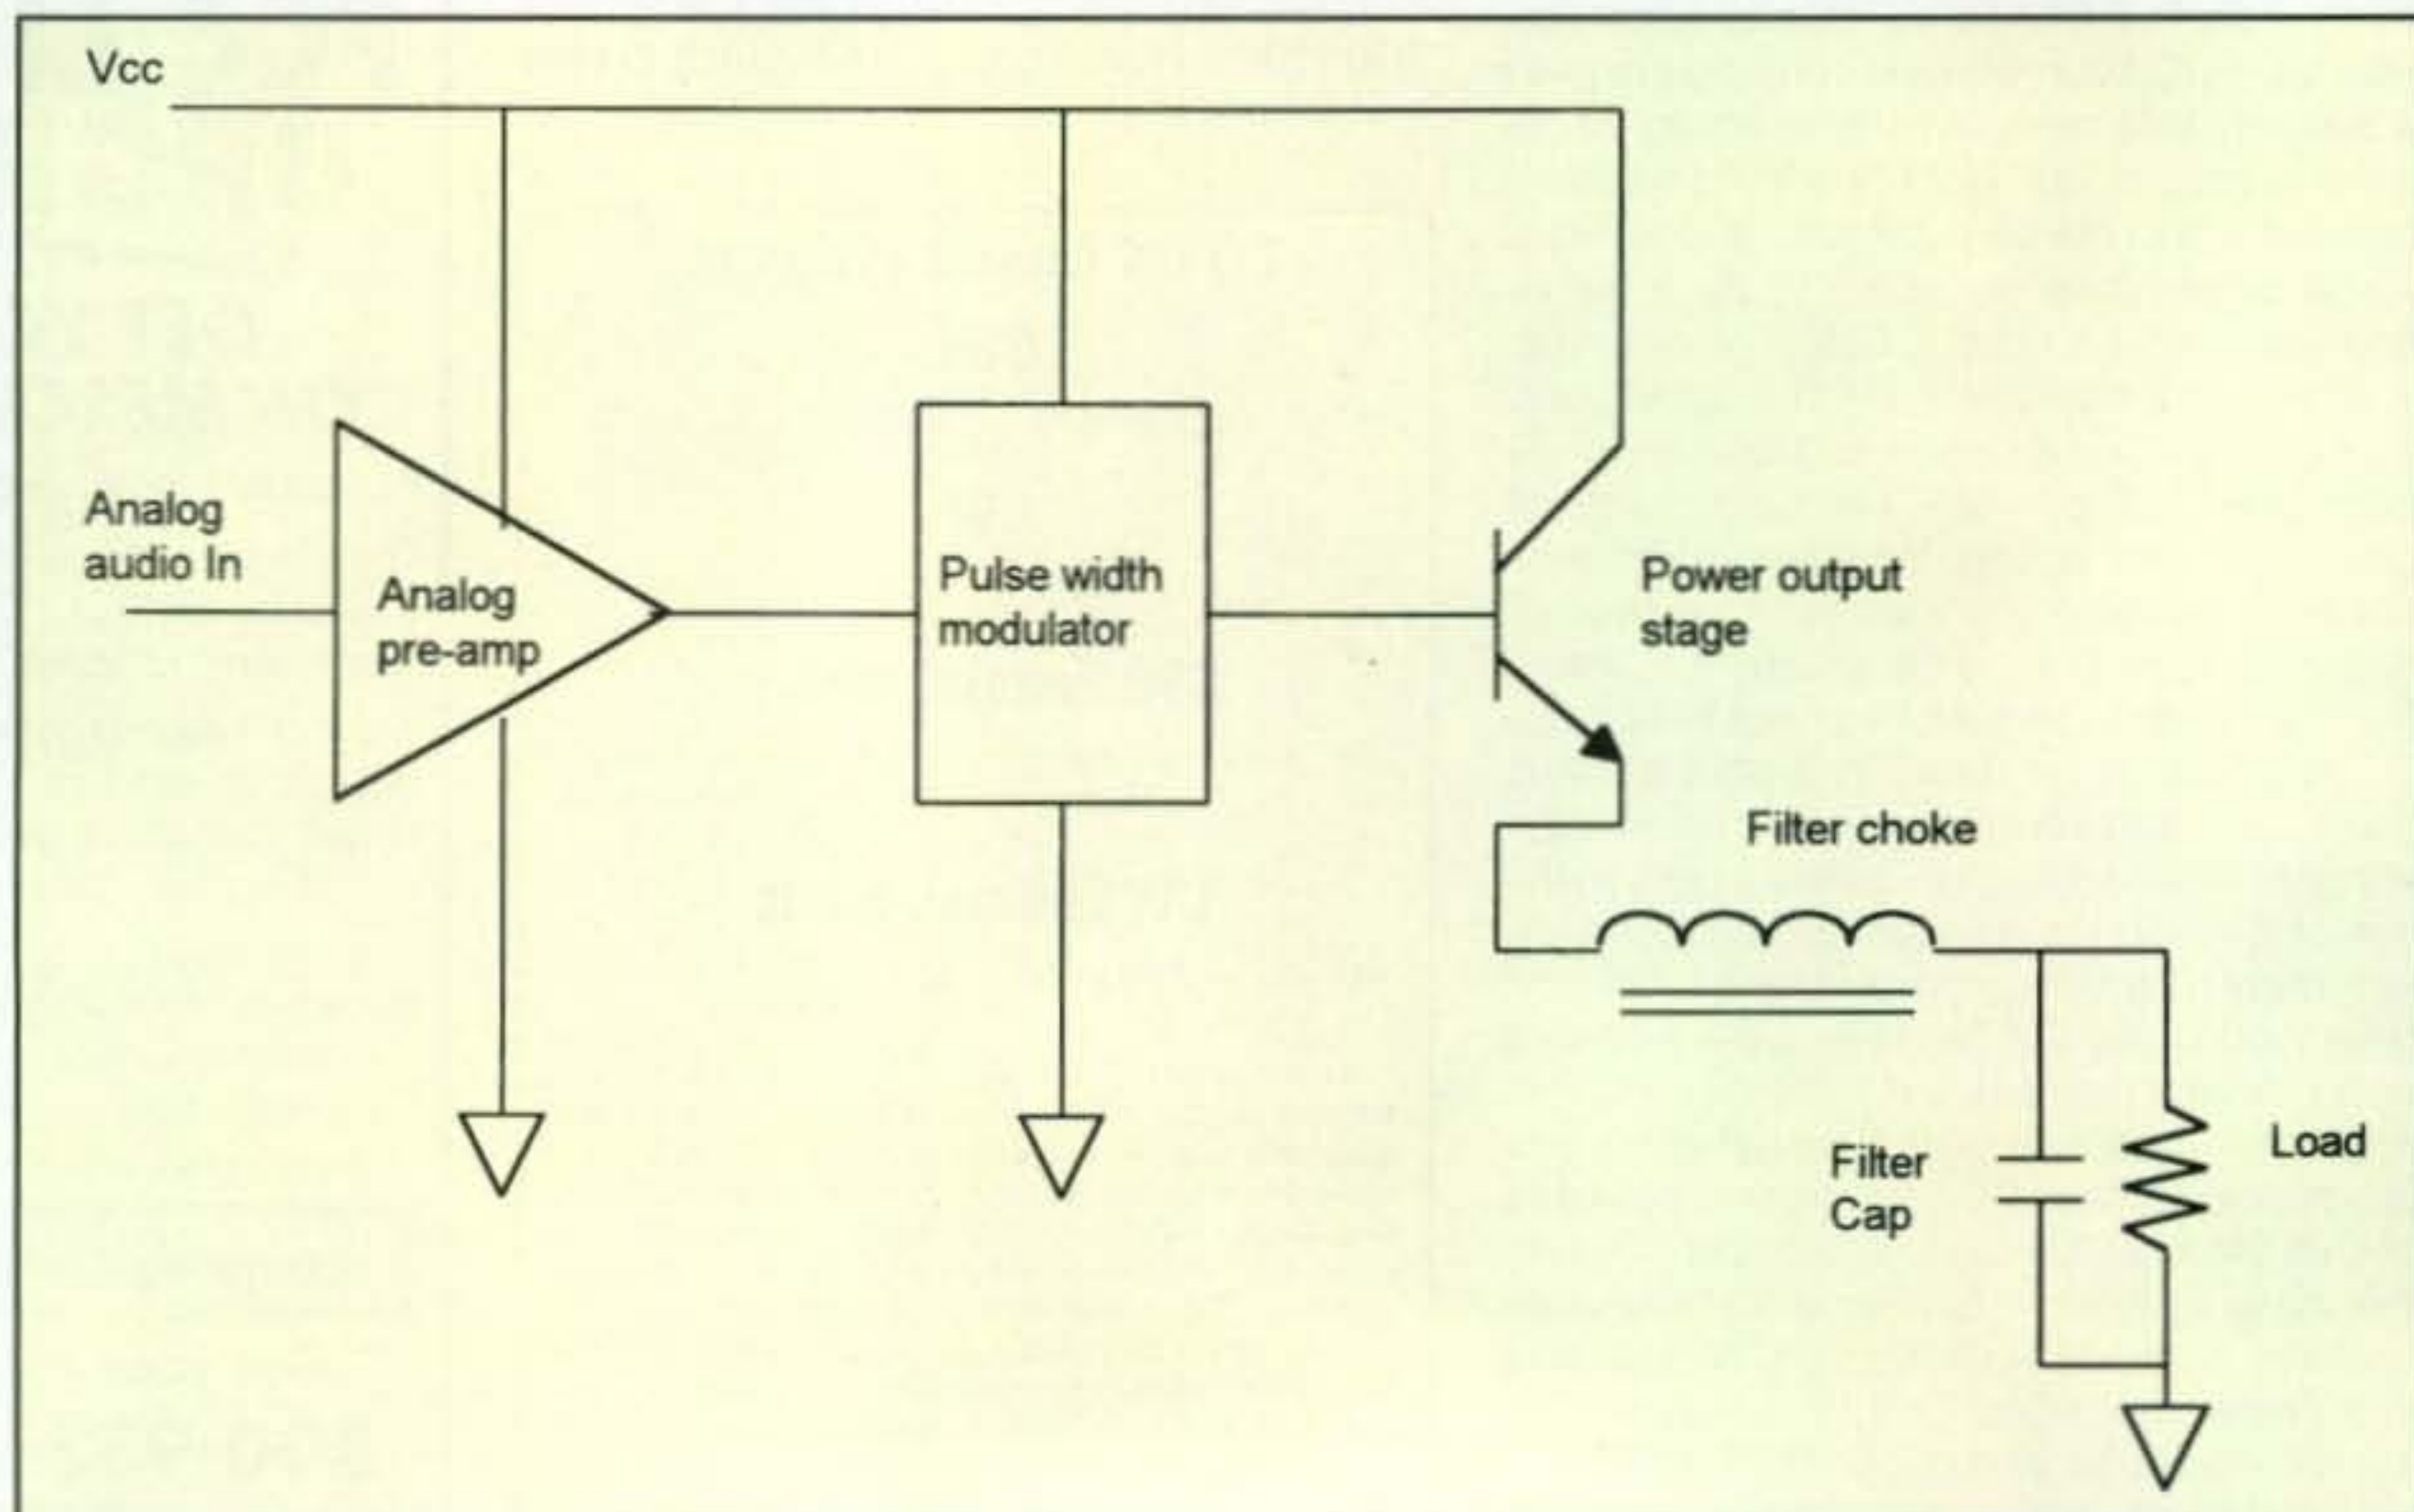 Vcc
Analog
audio In
Analog
pre-amp
Pulse width
modulator
Power output
stage
Filter choke
Filter
Cap
Load